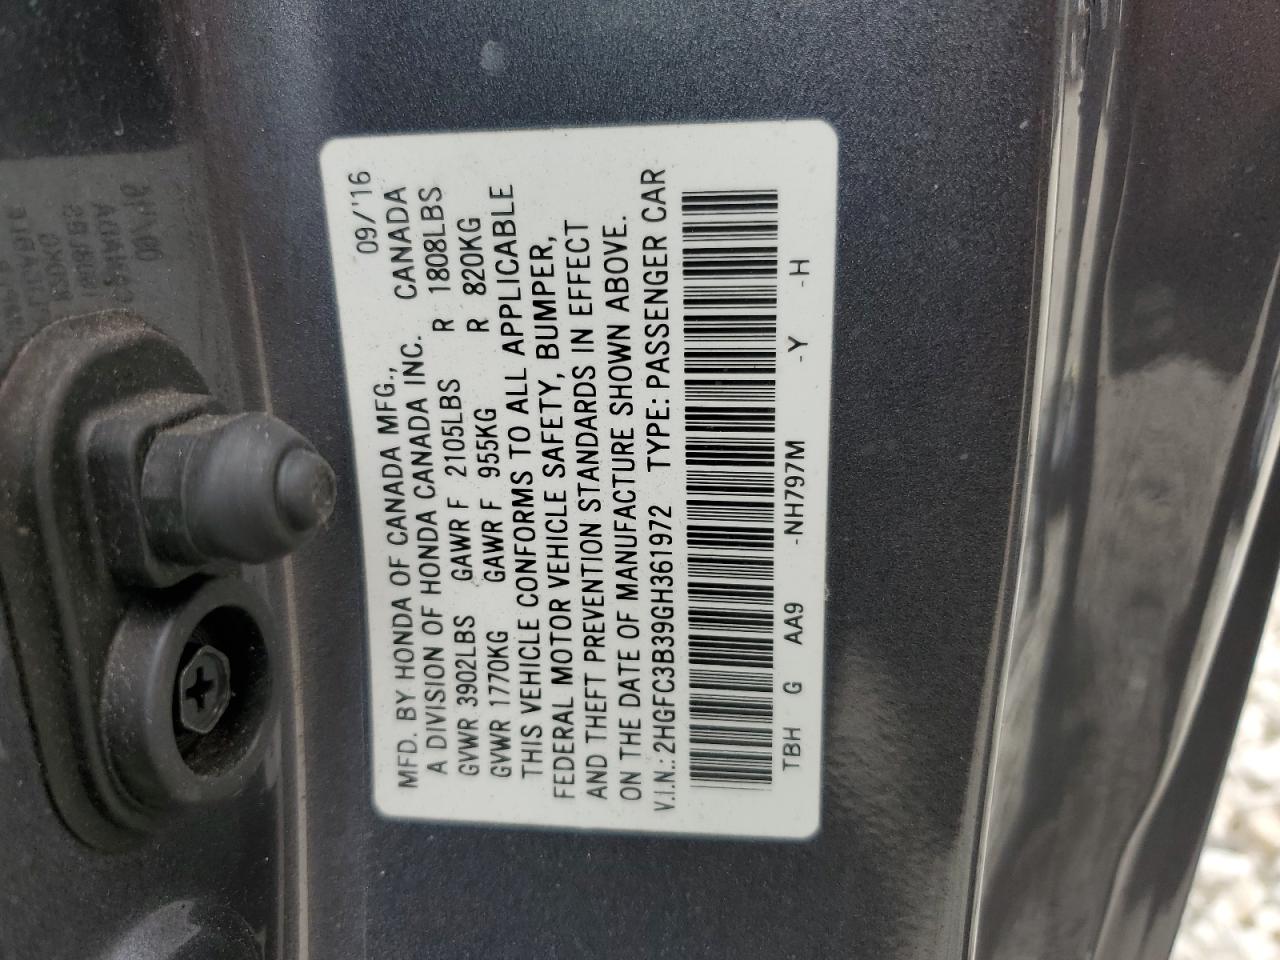 09/'16
MFD. BY HONDA OF CANADA MFG., CANADA
A DIVISION OF HONDA CANADA INC.
GVWR 3902LBS GAWR F 2105LBS R 1808LBS
GVWR 1770KG GAWR F 955KG R 820KG
THIS VEHICLE CONFORMS TO ALL APPLICABLE
FEDERAL MOTOR VEHICLE SAFETY, BUMPER,
AND THEFT PREVENTION STANDARDS IN EFFECT
ON THE DATE OF MANUFACTURE SHOWN ABOVE.
V.I.N.: 2HGFC3B39GH361972 TYPE: PASSENGER CAR
TBH G AA9 -NH797M -Y -H